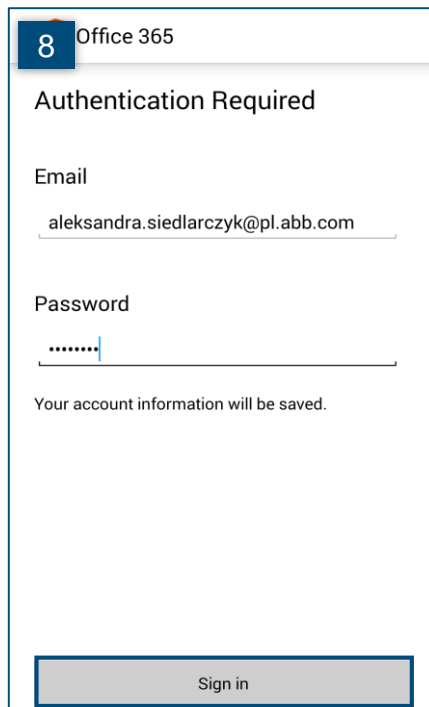 8
Office 365
Authentication Required
Email
aleksandra.siedlarczyk@pl.abb.com
Password
••••••••
Your account information will be saved.
Sign in